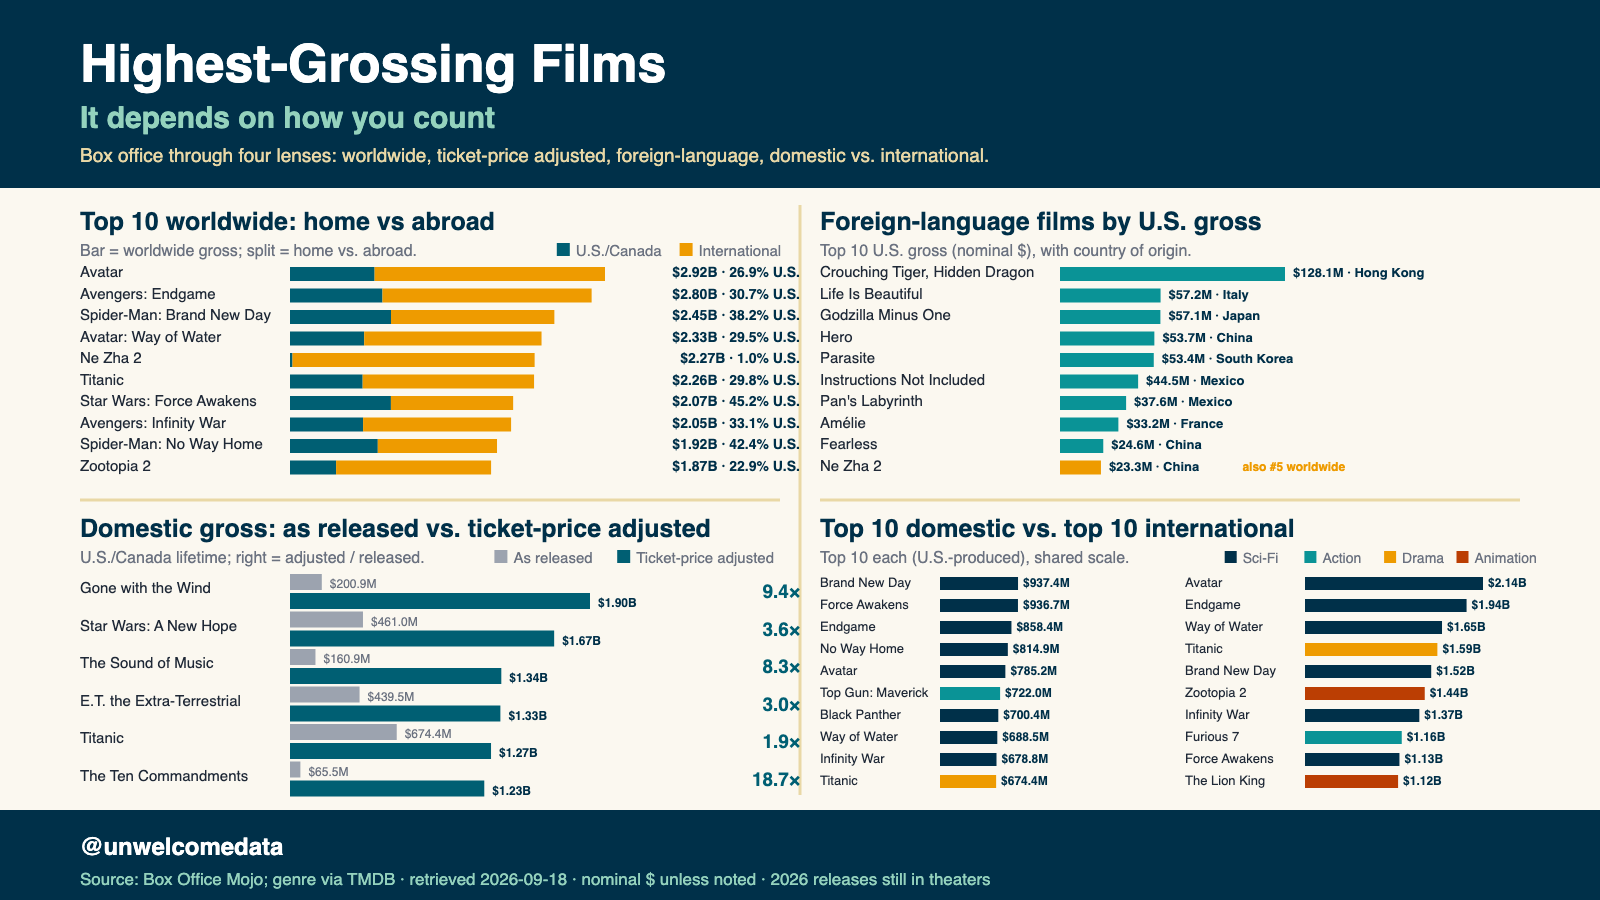 Highest-Grossing Films
It depends on how you count
Box office through four lenses: worldwide, ticket-price adjusted, foreign-language, domestic vs. international.
Top 10 worldwide: home vs abroad
Bar = worldwide gross; split = home vs. abroad.
U.S./Canada International
Avatar $2.92B · 26.9% U.S.
Avengers: Endgame $2.80B · 30.7% U.S.
Spider-Man: Brand New Day $2.45B · 38.2% U.S.
Avatar: Way of Water $2.33B · 29.5% U.S.
Ne Zha 2 $2.27B · 1.0% U.S.
Titanic $2.26B · 29.8% U.S.
Star Wars: Force Awakens $2.07B · 45.2% U.S.
Avengers: Infinity War $2.05B · 33.1% U.S.
Spider-Man: No Way Home $1.92B · 42.4% U.S.
Zootopia 2 $1.87B · 22.9% U.S.
Foreign-language films by U.S. gross
Top 10 U.S. gross (nominal $), with country of origin.
Crouching Tiger, Hidden Dragon $128.1M · Hong Kong
Life Is Beautiful $57.2M · Italy
Godzilla Minus One $57.1M · Japan
Hero $53.7M · China
Parasite $53.4M · South Korea
Instructions Not Included $44.5M · Mexico
Pan's Labyrinth $37.6M · Mexico
Amélie $33.2M · France
Fearless $24.6M · China
Ne Zha 2 $23.3M · China also #5 worldwide
Domestic gross: as released vs. ticket-price adjusted
U.S./Canada lifetime; right = adjusted / released.
As released Ticket-price adjusted
Gone with the Wind $200.9M $1.90B 9.4×
Star Wars: A New Hope $461.0M $1.67B 3.6×
The Sound of Music $160.9M $1.34B 8.3×
E.T. the Extra-Terrestrial $439.5M $1.33B 3.0×
Titanic $674.4M $1.27B 1.9×
The Ten Commandments $65.5M $1.23B 18.7×
Top 10 domestic vs. top 10 international
Top 10 each (U.S.-produced), shared scale.
Sci-Fi Action Drama Animation
Brand New Day $937.4M
Force Awakens $936.7M
Endgame $858.4M
No Way Home $814.9M
Avatar $785.2M
Top Gun: Maverick $722.0M
Black Panther $700.4M
Way of Water $688.5M
Infinity War $678.8M
Titanic $674.4M
Avatar $2.14B
Endgame $1.94B
Way of Water $1.65B
Titanic $1.59B
Brand New Day $1.52B
Zootopia 2 $1.44B
Infinity War $1.37B
Furious 7 $1.16B
Force Awakens $1.13B
The Lion King $1.12B
@unwelcomedata
Source: Box Office Mojo; genre via TMDB · retrieved 2026-09-18 · nominal $ unless noted · 2026 releases still in theaters